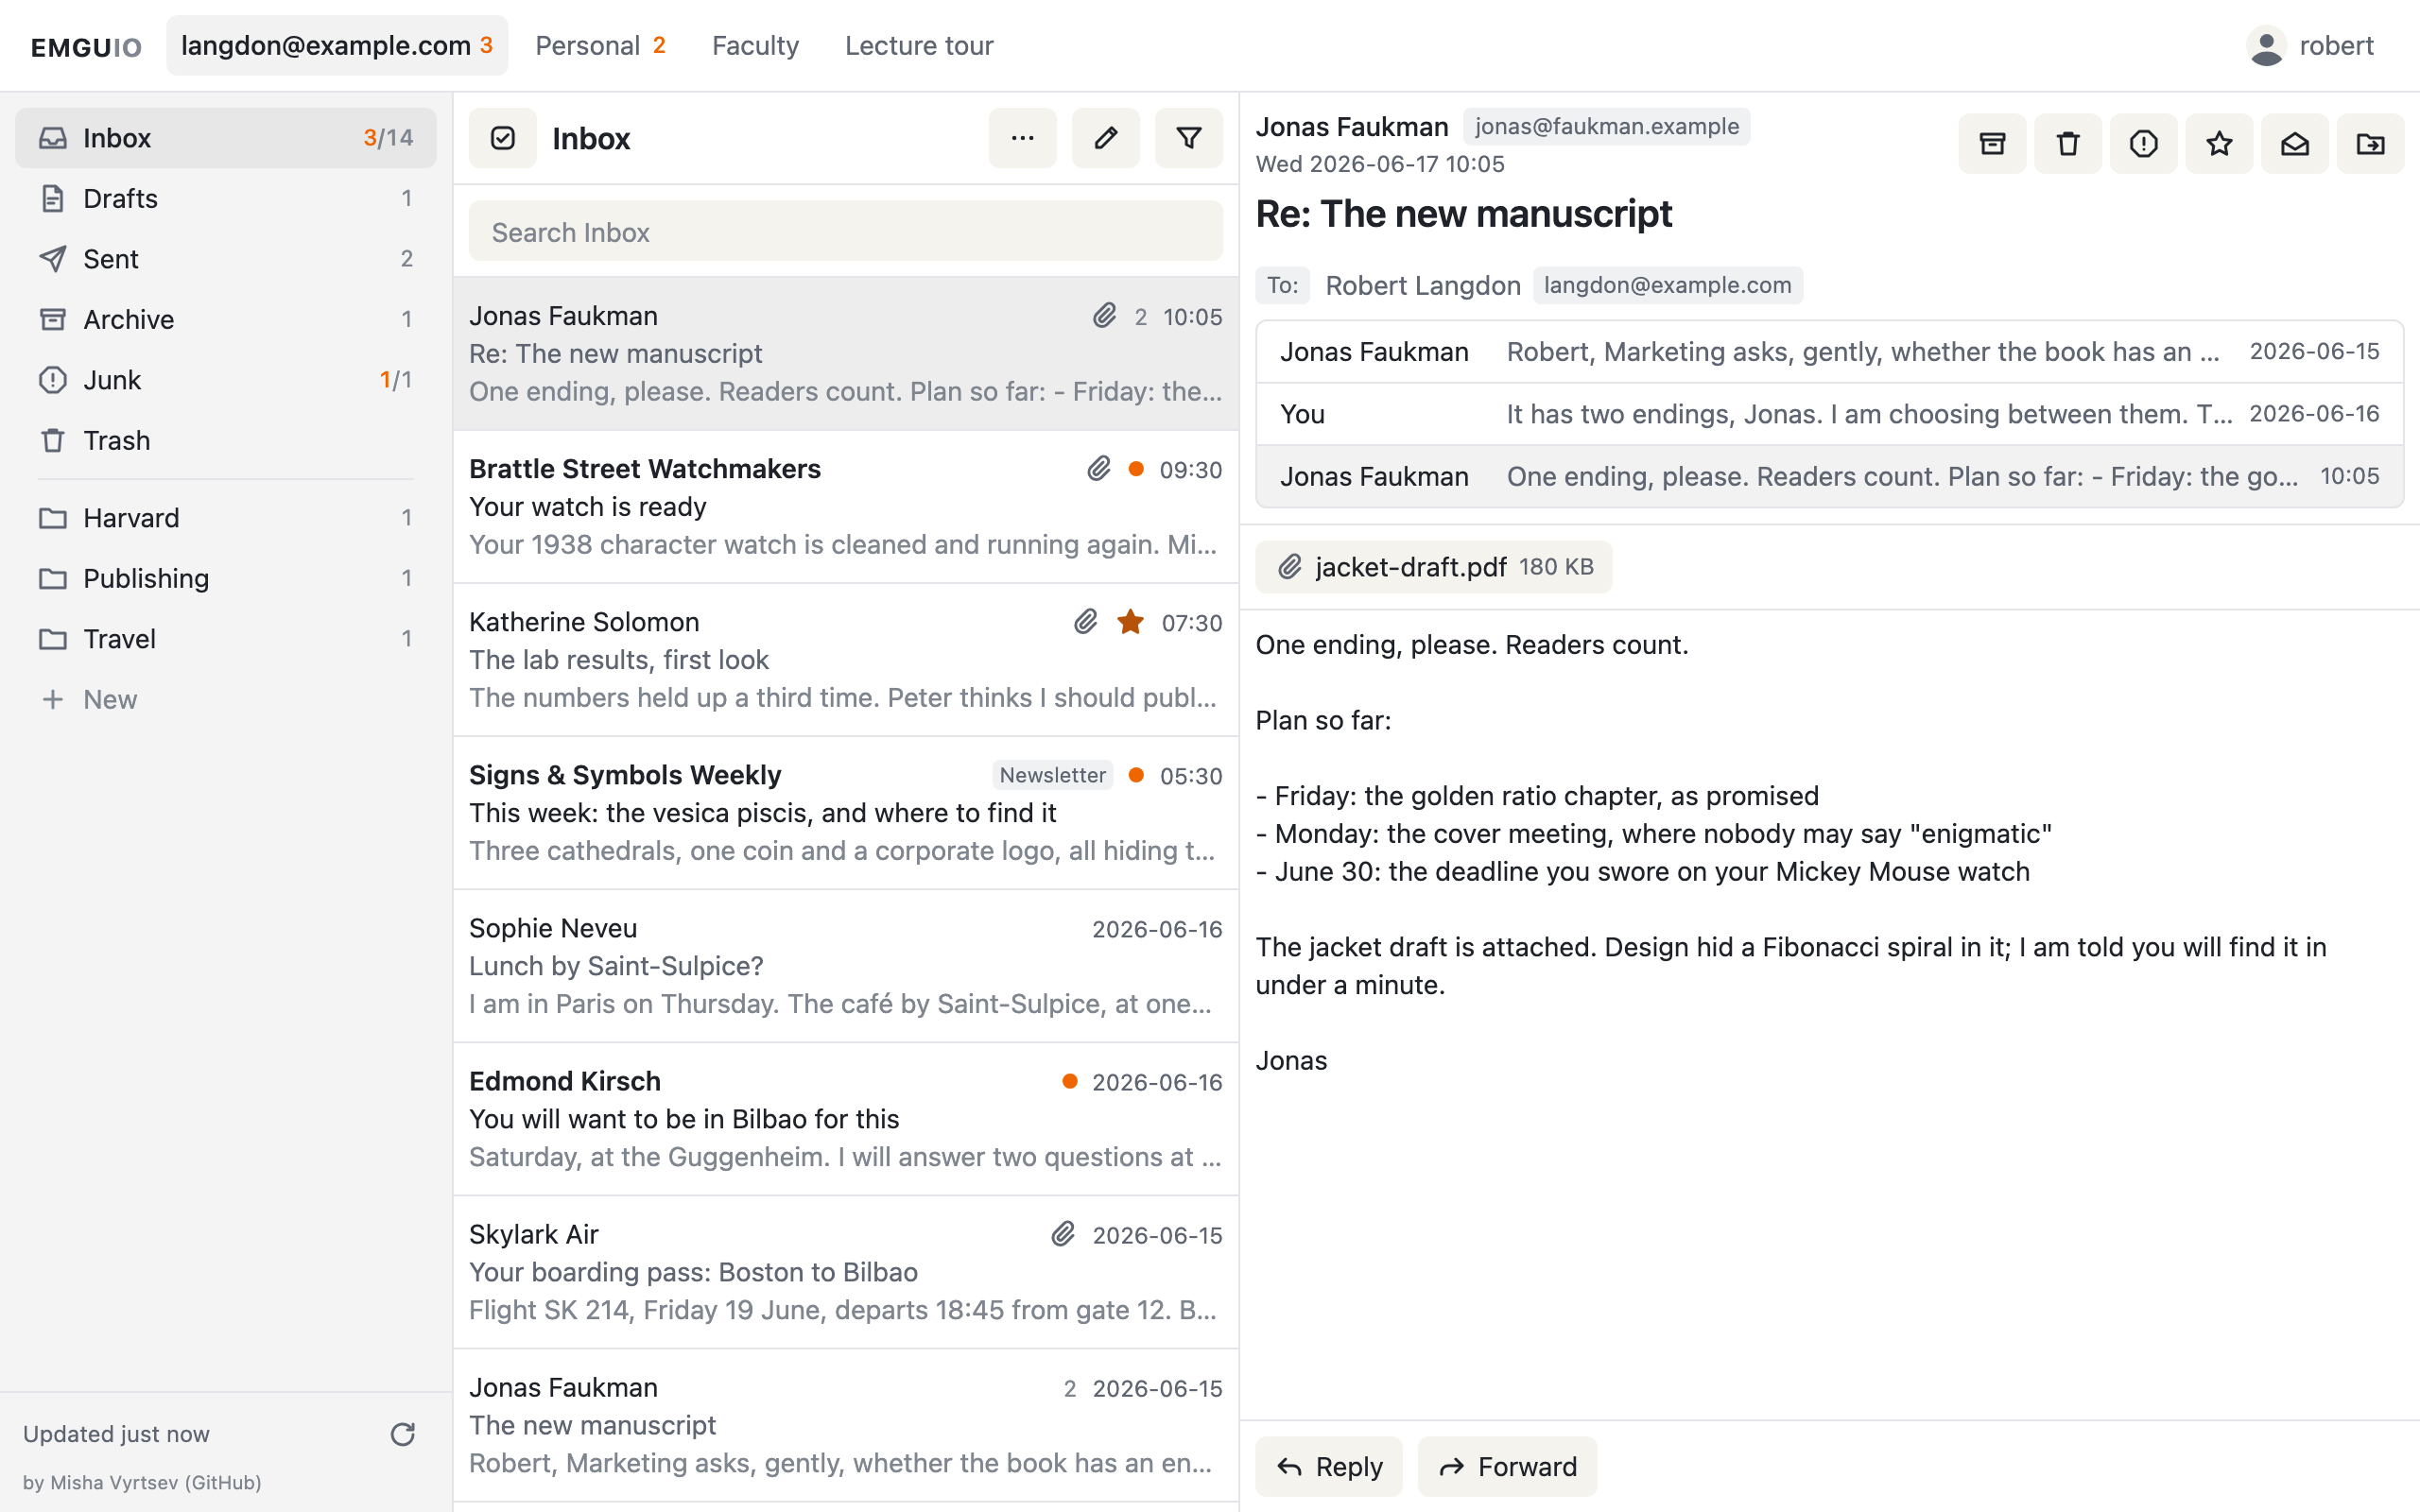 EMGUIO
langdon@example.com 3
Personal 2
Faculty
Lecture tour
robert
Inbox 3/14
Drafts 1
Sent 2
Archive 1
Junk 1/1
Trash
Harvard 1
Publishing 1
Travel 1
New
Updated just now
by Misha Vyrtsev (GitHub)
Inbox
Search Inbox
Jonas Faukman 2 10:05
Re: The new manuscript
One ending, please. Readers count. Plan so far: - Friday: the...
Brattle Street Watchmakers 09:30
Your watch is ready
Your 1938 character watch is cleaned and running again. Mi...
Katherine Solomon 07:30
The lab results, first look
The numbers held up a third time. Peter thinks I should publ...
Signs & Symbols Weekly Newsletter 05:30
This week: the vesica piscis, and where to find it
Three cathedrals, one coin and a corporate logo, all hiding t...
Sophie Neveu 2026-06-16
Lunch by Saint-Sulpice?
I am in Paris on Thursday. The café by Saint-Sulpice, at one...
Edmond Kirsch 2026-06-16
You will want to be in Bilbao for this
Saturday, at the Guggenheim. I will answer two questions at ...
Skylark Air 2026-06-15
Your boarding pass: Boston to Bilbao
Flight SK 214, Friday 19 June, departs 18:45 from gate 12. B...
Jonas Faukman 2 2026-06-15
The new manuscript
Robert, Marketing asks, gently, whether the book has an en...
Jonas Faukman jonas@faukman.example
Wed 2026-06-17 10:05
Re: The new manuscript
To: Robert Langdon langdon@example.com
Jonas Faukman Robert, Marketing asks, gently, whether the book has an ... 2026-06-15
You It has two endings, Jonas. I am choosing between them. T... 2026-06-16
Jonas Faukman One ending, please. Readers count. Plan so far: - Friday: the go... 10:05
jacket-draft.pdf 180 KB
One ending, please. Readers count.
Plan so far:
- Friday: the golden ratio chapter, as promised
- Monday: the cover meeting, where nobody may say "enigmatic"
- June 30: the deadline you swore on your Mickey Mouse watch
The jacket draft is attached. Design hid a Fibonacci spiral in it; I am told you will find it in
under a minute.
Jonas
Reply
Forward